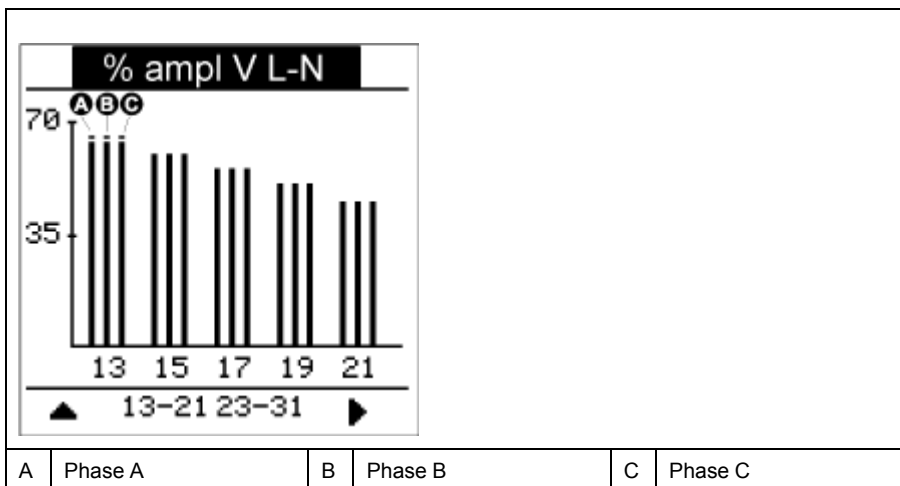 % ampl V L-N
A B C
70
35
13 15 17 19 21
13-21 23-31
A Phase A B Phase B C Phase C